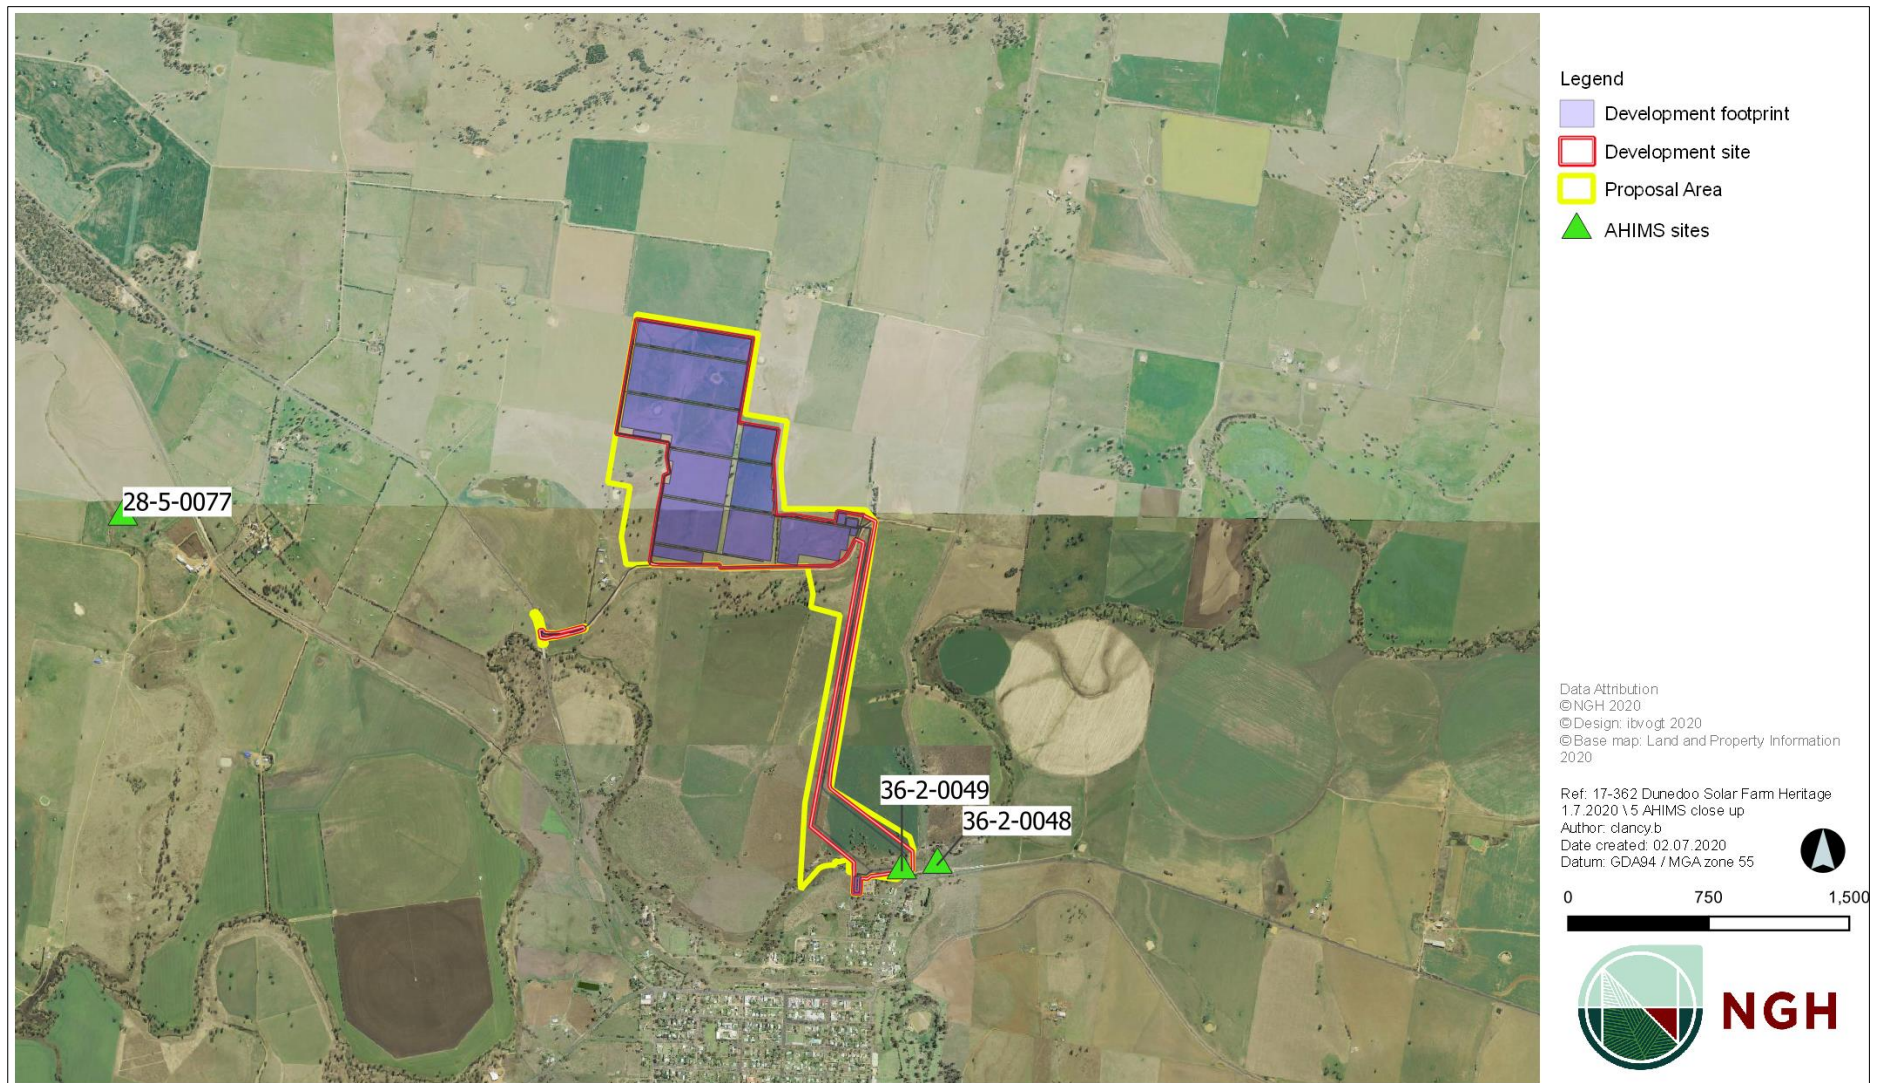 28-5-0077
36-2-0049
36-2-0048
Legend
Development footprint
Development site
Proposal Area
AHIMS sites
Data Attribution
© NGH 2020
© Design: ibvogt 2020
© Base map: Land and Property Information
2020
Ref: 17-362 Dunedoo Solar Farm Heritage
1.7.2020 \ 5 AHIMS close up
Author: clancy.b
Date created: 02.07.2020
Datum: GDA94 / MGA zone 55
0 750 1,500
NGH